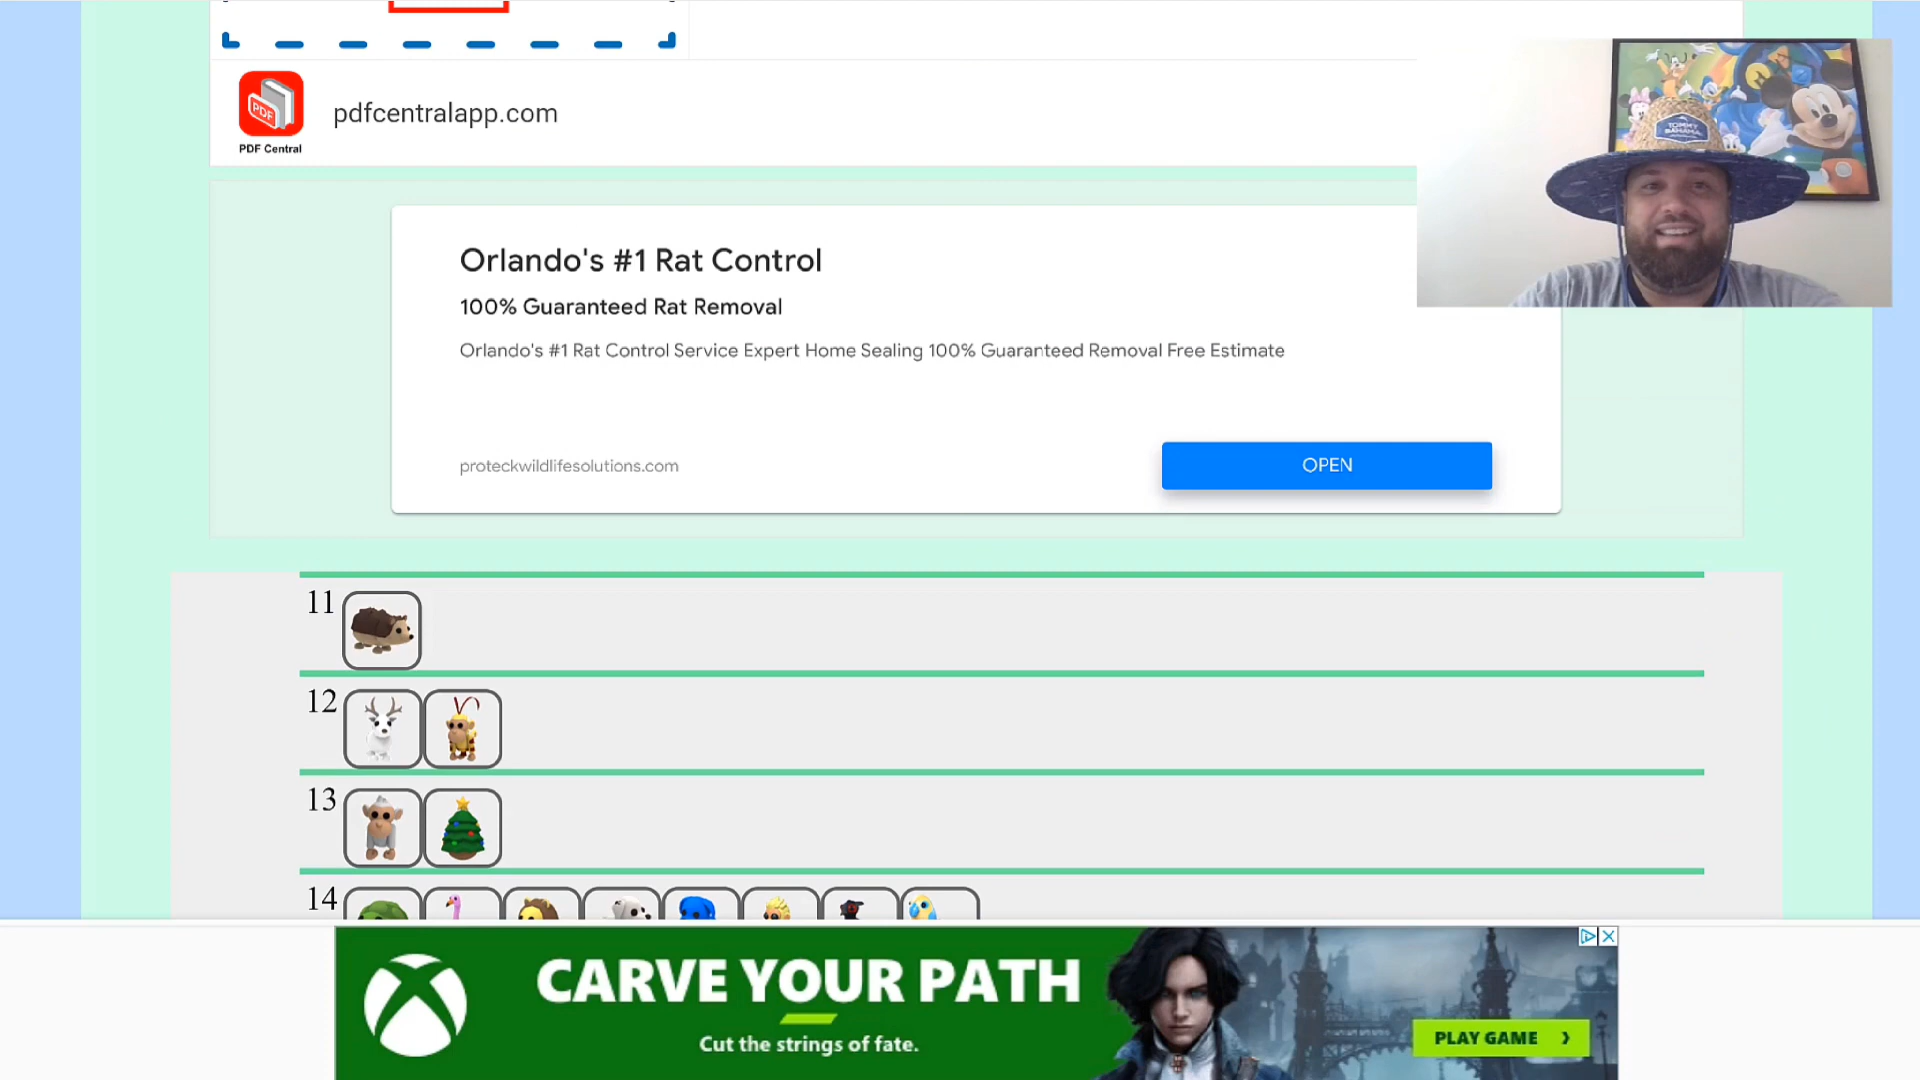 PDF
PDF Central
pdfcentralapp.com
TOMMY
BAHAMA
Orlando's #1 Rat Control
100% Guaranteed Rat Removal
Orlando's #1 Rat Control Service Expert Home Sealing 100% Guaranteed Removal Free Estimate
proteckwildlifesolutions.com
OPEN
11
12
13
14
CARVE YOUR PATH
Cut the strings of fate.
PLAY GAME